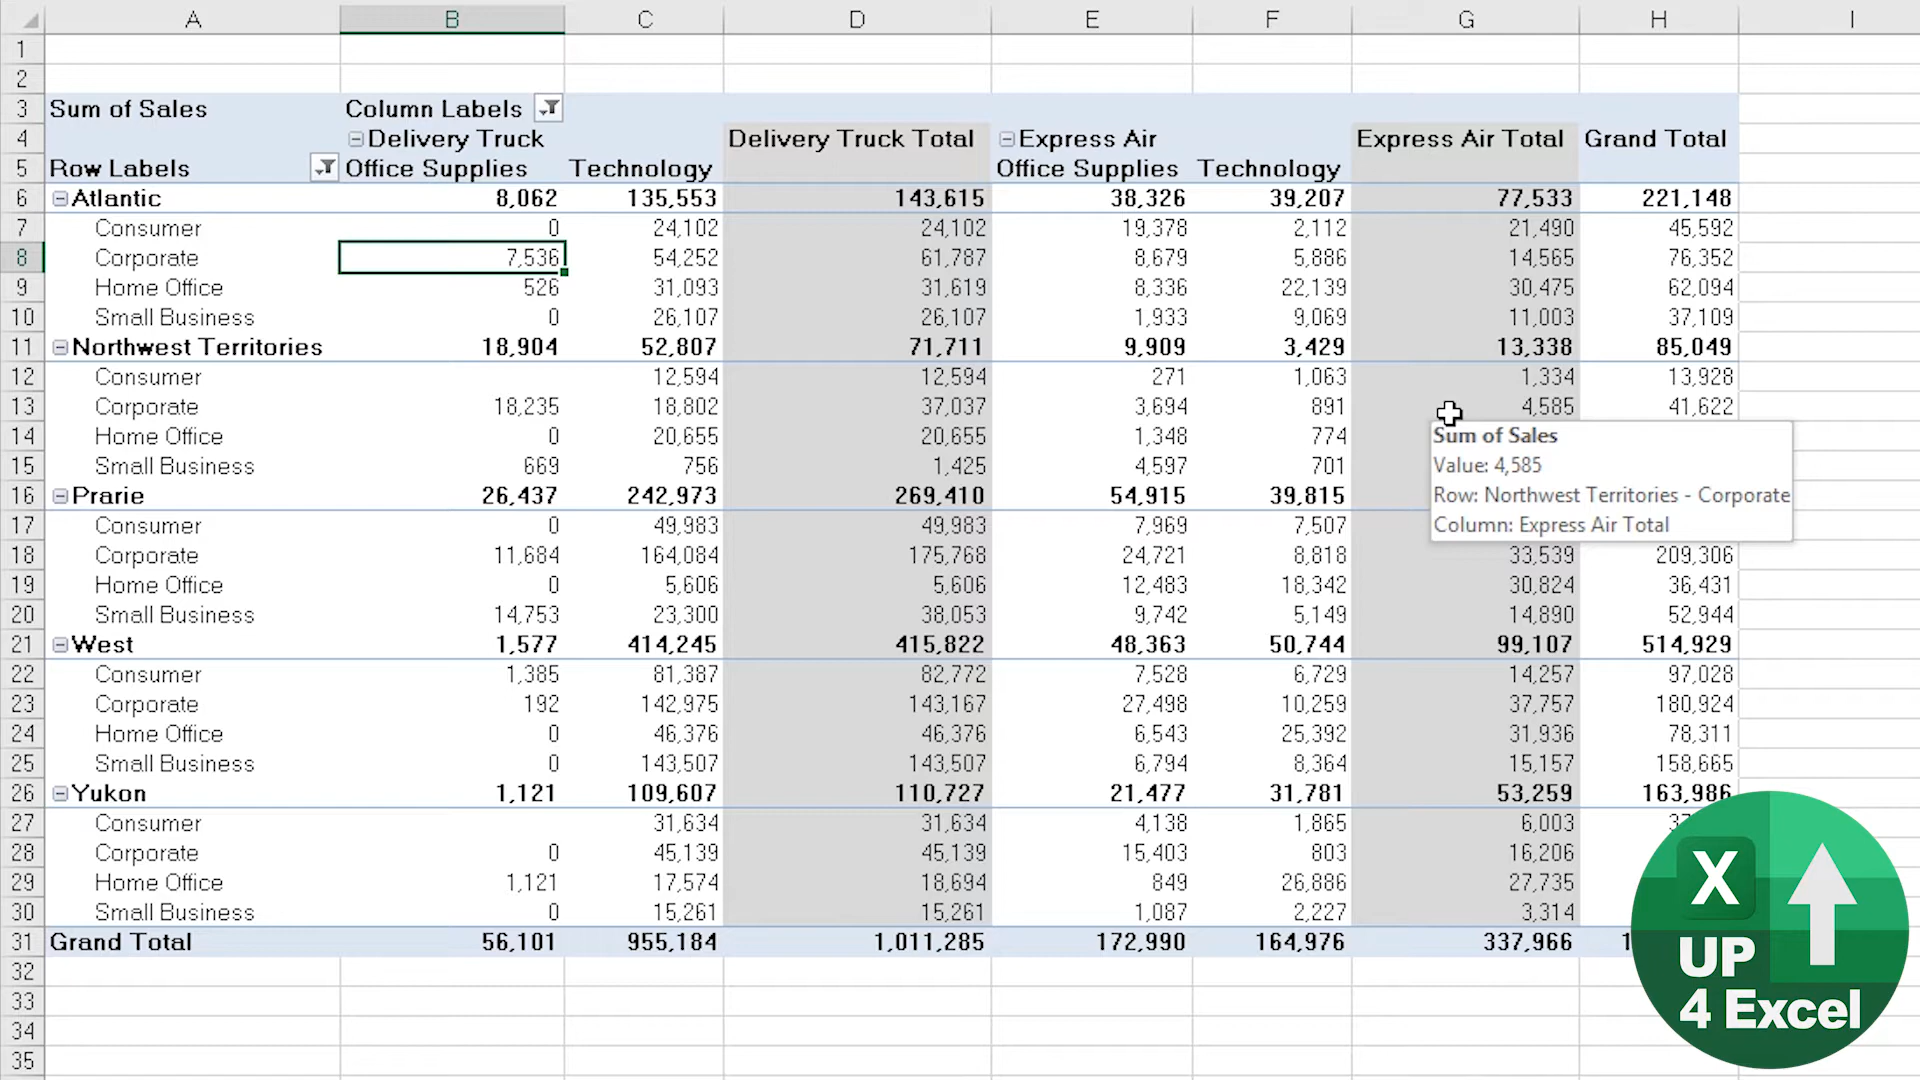 A B C D E F G H I
1
2
3 Sum of Sales Column Labels
4 Delivery Truck Delivery Truck Total Express Air Express Air Total Grand Total
5 Row Labels Office Supplies Technology Office Supplies Technology
6 Atlantic 8,062 135,553 143,615 38,326 39,207 77,533 221,148
7 Consumer 0 24,102 24,102 19,378 2,112 21,490 45,592
8 Corporate 7,536 54,252 61,787 8,679 5,886 14,565 76,352
9 Home Office 526 31,093 31,619 8,336 22,139 30,475 62,094
10 Small Business 0 26,107 26,107 1,933 9,069 11,003 37,109
11 Northwest Territories 18,904 52,807 71,711 9,909 3,429 13,338 85,049
12 Consumer 12,594 12,594 271 1,063 1,334 13,928
13 Corporate 18,235 18,802 37,037 3,694 891 4,585 41,622
14 Home Office 0 20,655 20,655 1,348 774
Sum of Sales
15 Small Business 669 756 1,425 4,597 701
Value: 4,585
16 Prarie 26,437 242,973 269,410 54,915 39,815
Row: Northwest Territories - Corporate
17 Consumer 0 49,983 49,983 7,969 7,507
Column: Express Air Total
18 Corporate 11,684 164,084 175,768 24,721 8,818 33,539 209,306
19 Home Office 0 5,606 5,606 12,483 18,342 30,824 36,431
20 Small Business 14,753 23,300 38,053 9,742 5,149 14,890 52,944
21 West 1,577 414,245 415,822 48,363 50,744 99,107 514,929
22 Consumer 1,385 81,387 82,772 7,528 6,729 14,257 97,028
23 Corporate 192 142,975 143,167 27,498 10,259 37,757 180,924
24 Home Office 0 46,376 46,376 6,543 25,392 31,936 78,311
25 Small Business 0 143,507 143,507 6,794 8,364 15,157 158,665
26 Yukon 1,121 109,607 110,727 21,477 31,781 53,259 163,986
27 Consumer 31,634 31,634 4,138 1,865 6,003
28 Corporate 0 45,139 45,139 15,403 803 16,206
29 Home Office 1,121 17,574 18,694 849 26,886 27,735
30 Small Business 0 15,261 15,261 1,087 2,227 3,314
31 Grand Total 56,101 955,184 1,011,285 172,990 164,976 337,966
32
33
34
35
X
UP
4 Excel